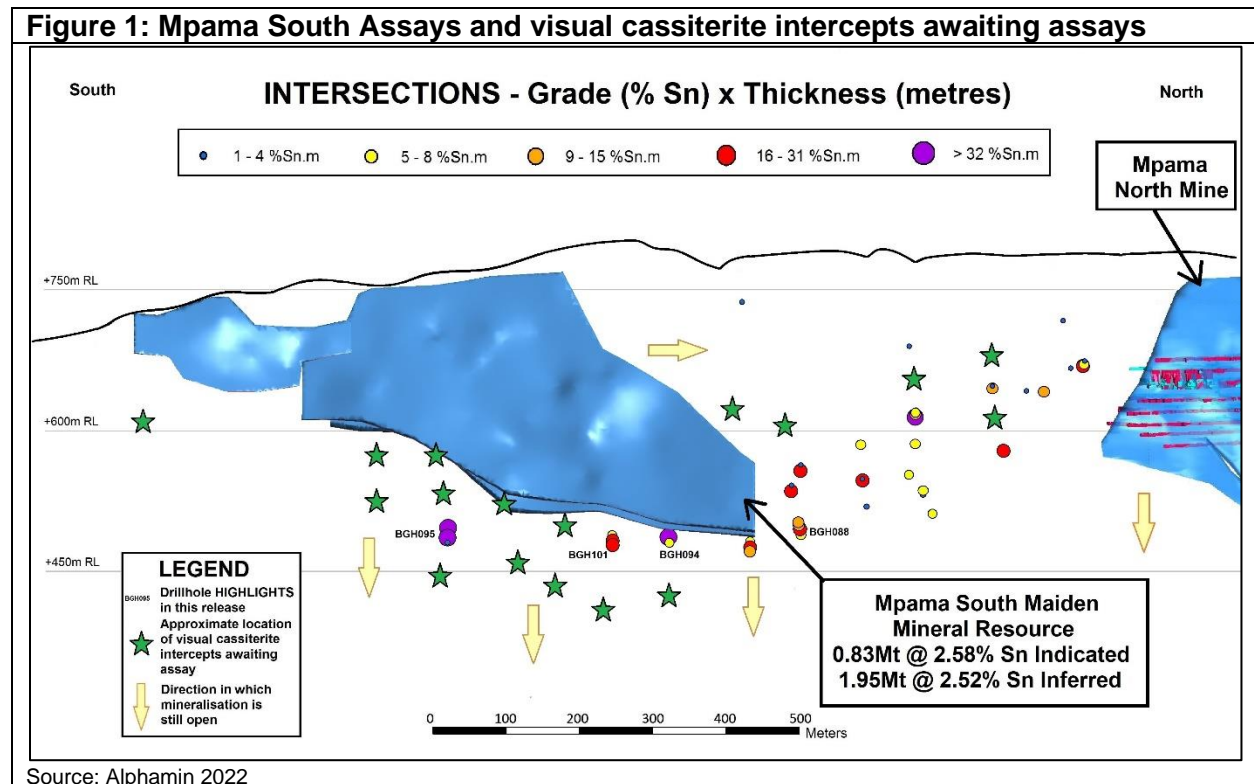 Figure 1: Mpama South Assays and visual cassiterite intercepts awaiting assays
South
INTERSECTIONS - Grade (% Sn) x Thickness (metres)
North
1 - 4 %Sn.m
5 - 8 %Sn.m
9 - 15 %Sn.m
16 - 31 %Sn.m
> 32 %Sn.m
Mpama
North Mine
+750m RL
+600m RL
BGH095
BGH101
BGH094
BGH088
+450m RL
LEGEND
BGH095
Drillhole HIGHLIGHTS
in this release
Approximate location
of visual cassiterite
intercepts awaiting
assay
Direction in which
mineralisation is
still open
Mpama South Maiden
Mineral Resource
0.83Mt @ 2.58% Sn Indicated
1.95Mt @ 2.52% Sn Inferred
0 100 200 300 400 500
Meters
Source: Alphamin 2022